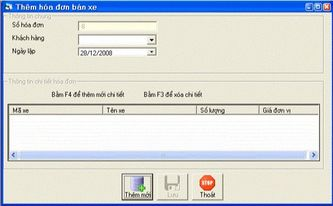 Thêm hóa đơn bán xe
Thông tin chung
Số hóa đơn 8
Khách hàng
Ngày lập 28/12/2008
Thông tin chi tiết hóa đơn
Bấm F4 để thêm mới chi tiết Bấm F3 để xóa chi tiết
Mã xe Tên xe Số lượng Giá đơn vị
Thêm mới Lưu STOP Thoát